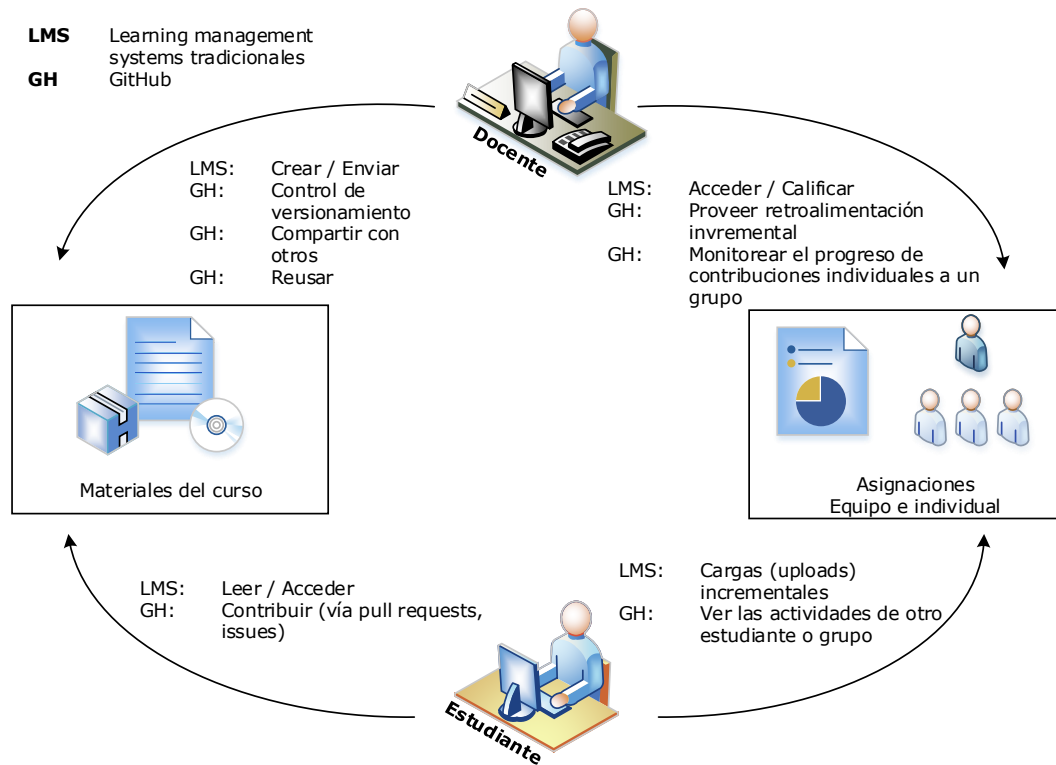 LMS Learning management
systems tradicionales
GH GitHub
Docente
LMS: Crear / Enviar
GH: Control de
versionamiento
GH: Compartir con
otros
GH: Reusar
LMS: Acceder / Calificar
GH: Proveer retroalimentación
invremental
GH: Monitorear el progreso de
contribuciones individuales a un
grupo
Materiales del curso
Asignaciones
Equipo e individual
LMS: Leer / Acceder
GH: Contribuir (vía pull requests,
issues)
LMS: Cargas (uploads)
incrementales
GH: Ver las actividades de otro
estudiante o grupo
Estudiante